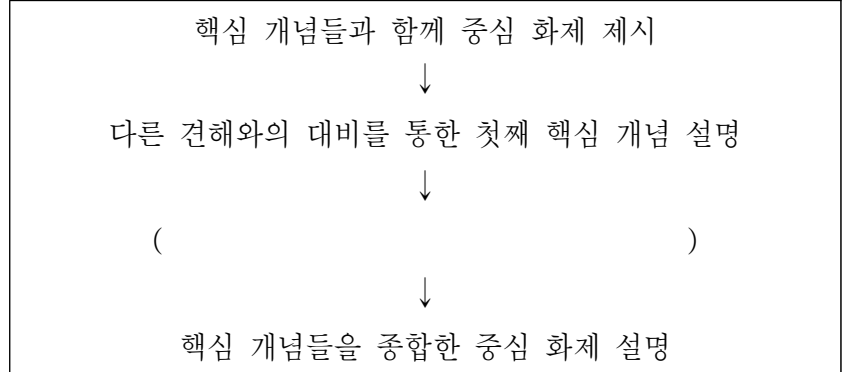 핵심 개념들과 함께 중심 화제 제시
↓
다른 견해와의 대비를 통한 첫째 핵심 개념 설명
↓
( )
↓
핵심 개념들을 종합한 중심 화제 설명